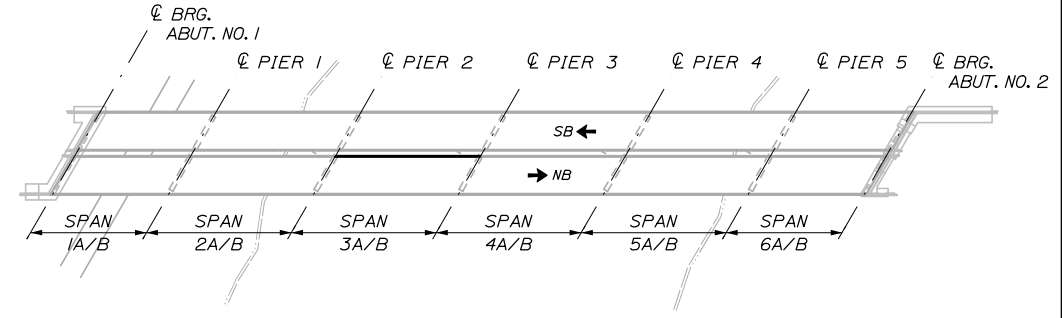 ℄ BRG.
ABUT. NO. 1
℄ PIER 1
℄ PIER 2
℄ PIER 3
℄ PIER 4
℄ PIER 5
℄ BRG.
ABUT. NO. 2
SB
NB
SPAN
1A/B
SPAN
2A/B
SPAN
3A/B
SPAN
4A/B
SPAN
5A/B
SPAN
6A/B